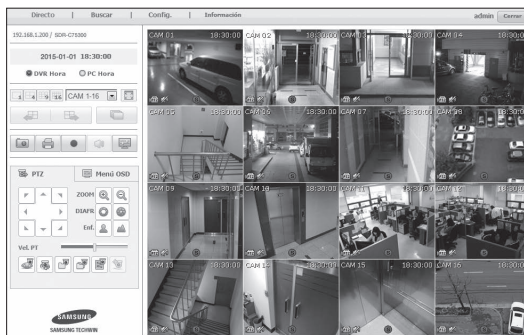 Directo | Buscar | Config. | Información admin Cerrar
192.168.1.200 / SDPI-C75300
2015-01-01 18:30:00
DVR Hora PC Hora
1 4 9 16 CAM 1-16
PTZ Menú OSD
ZOOM
DIAFR
Enf.
Vel. PT
SAMSUNG
SAMSUNG TECHWIN
CAM 01 18:30:00 CAM 02 18:30:00 CAM 03 18:30:00 CAM 04 18:30:00
CAM 05 18:30:00 CAM 06 18:30:00 CAM 07 18:30:00 CAM 08 18:30:00
CAM 09 18:30:00 CAM 10 18:30:00 CAM 11 18:30:00 CAM 12 18:30:00
CAM 13 18:30:00 CAM 14 18:30:00 CAM 15 18:30:00 CAM 16 18:30:00